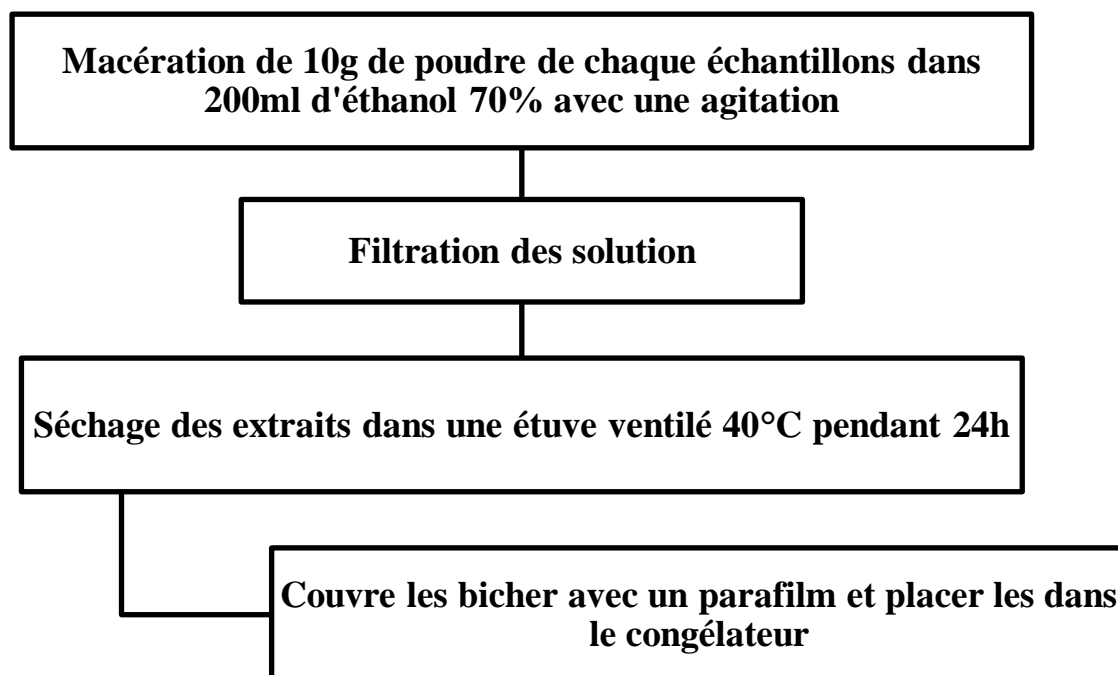 Macération de 10g de poudre de chaque échantillons dans
200ml d'éthanol 70% avec une agitation
Filtration des solution
Séchage des extraits dans une étuve ventilé 40°C pendant 24h
Couvre les bicher avec un parafilm et placer les dans
le congélateur